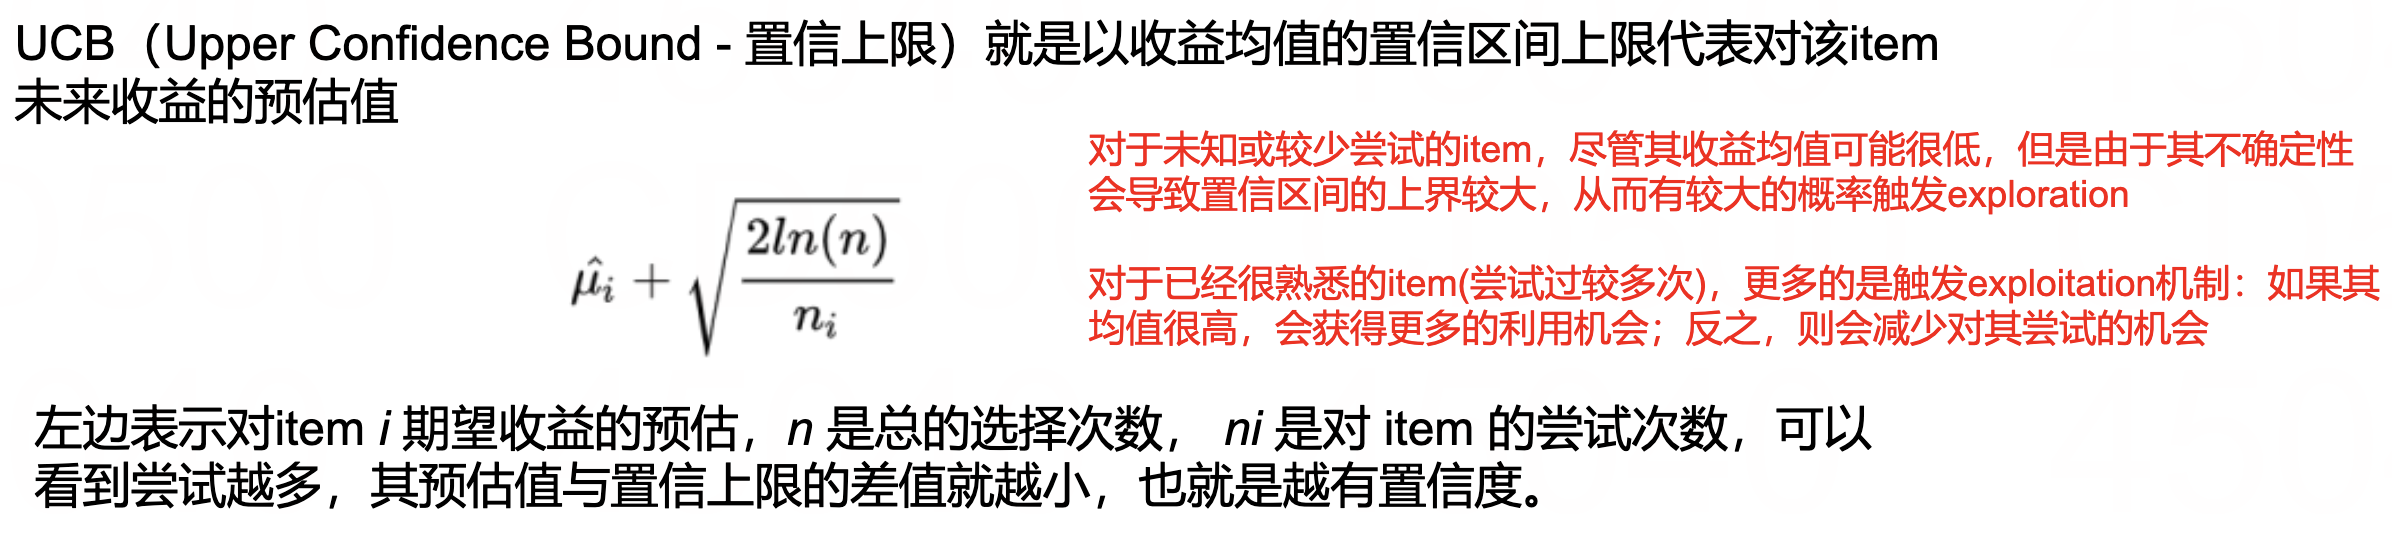 UCB（Upper Confidence Bound - 置信上限）就是以收益均值的置信区间上限代表对该item
未来收益的预估值
对于未知或较少尝试的item，尽管其收益均值可能很低，但是由于其不确定性
会导致置信区间的上界较大，从而有较大的概率触发exploration
$\hat{\mu_i} + \sqrt{\frac{2ln(n)}{n_i}}$
对于已经很熟悉的item(尝试过较多次)，更多的是触发exploitation机制：如果其
均值很高，会获得更多的利用机会；反之，则会减少对其尝试的机会
左边表示对item i 期望收益的预估，n 是总的选择次数， ni 是对 item 的尝试次数，可以
看到尝试越多，其预估值与置信上限的差值就越小，也就是越有置信度。